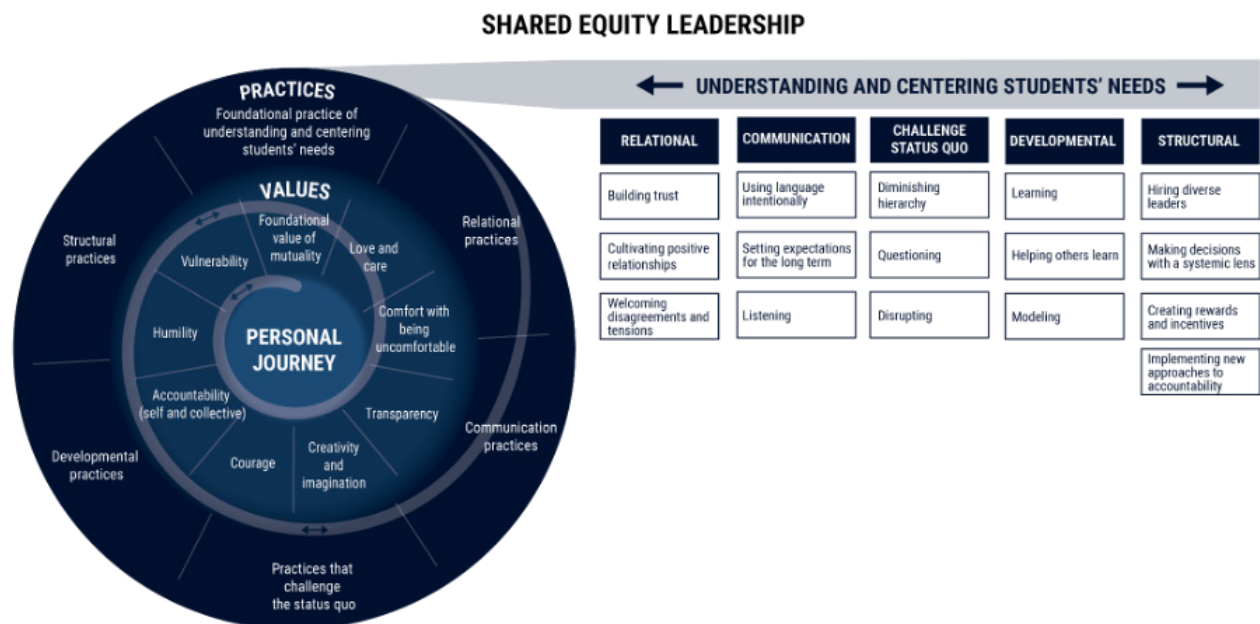 SHARED EQUITY LEADERSHIP
PRACTICES
Foundational practice of
understanding and centering
students' needs
Relational
practices
Communication
practices
Practices that
challenge
the status quo
Developmental
practices
Structural
practices
VALUES
Foundational
value of
mutuality
Love and
care
Comfort with
being
uncomfortable
Transparency
Creativity
and
imagination
Courage
Accountability
(self and collective)
Humility
Vulnerability
PERSONAL
JOURNEY
UNDERSTANDING AND CENTERING STUDENTS' NEEDS
RELATIONAL
Building trust
Cultivating positive
relationships
Welcoming
disagreements and
tensions
COMMUNICATION
Using language
intentionally
Setting expectations
for the long term
Listening
CHALLENGE
STATUS QUO
Diminishing
hierarchy
Questioning
Disrupting
DEVELOPMENTAL
Learning
Helping others learn
Modeling
STRUCTURAL
Hiring diverse
leaders
Making decisions
with a systemic lens
Creating rewards
and incentives
Implementing new
approaches to
accountability